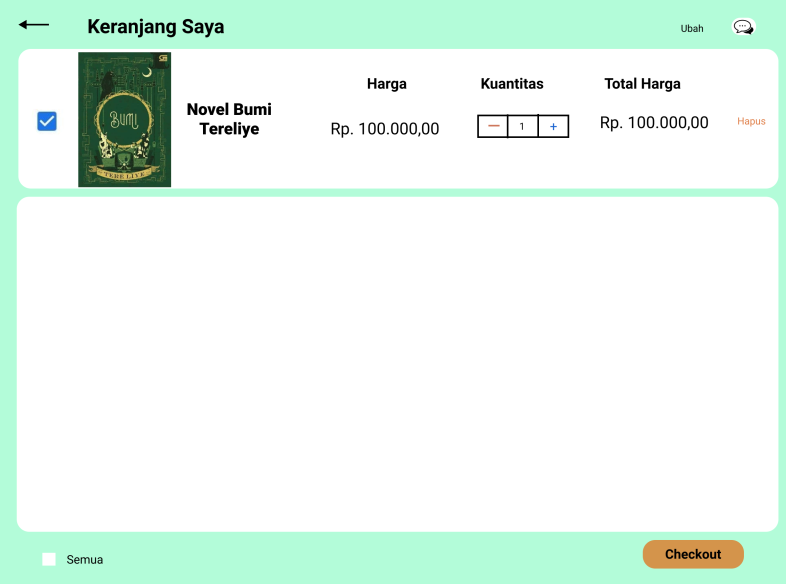 Keranjang Saya
Ubah
BUMI
TERE LIYE
Novel Bumi
Tereliye
Harga
Rp. 100.000,00
Kuantitas
— 1 +
Total Harga
Rp. 100.000,00
Hapus
Semua
Checkout